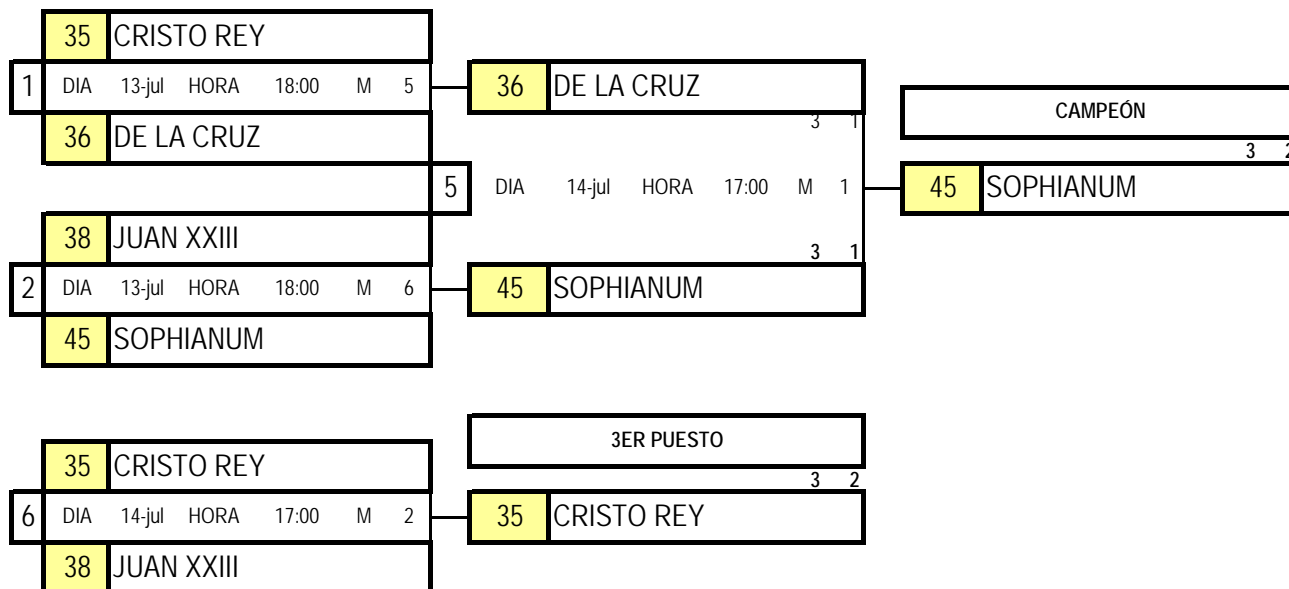 35 CRISTO REY
1 DIA 13-jul HORA 18:00 M 5
36 DE LA CRUZ
36 DE LA CRUZ
3 1
CAMPEÓN
3 2
5 DIA 14-jul HORA 17:00 M 1
45 SOPHIANUM
38 JUAN XXIII
3 1
2 DIA 13-jul HORA 18:00 M 6
45 SOPHIANUM
45 SOPHIANUM
3ER PUESTO
35 CRISTO REY
3 2
6 DIA 14-jul HORA 17:00 M 2
35 CRISTO REY
38 JUAN XXIII